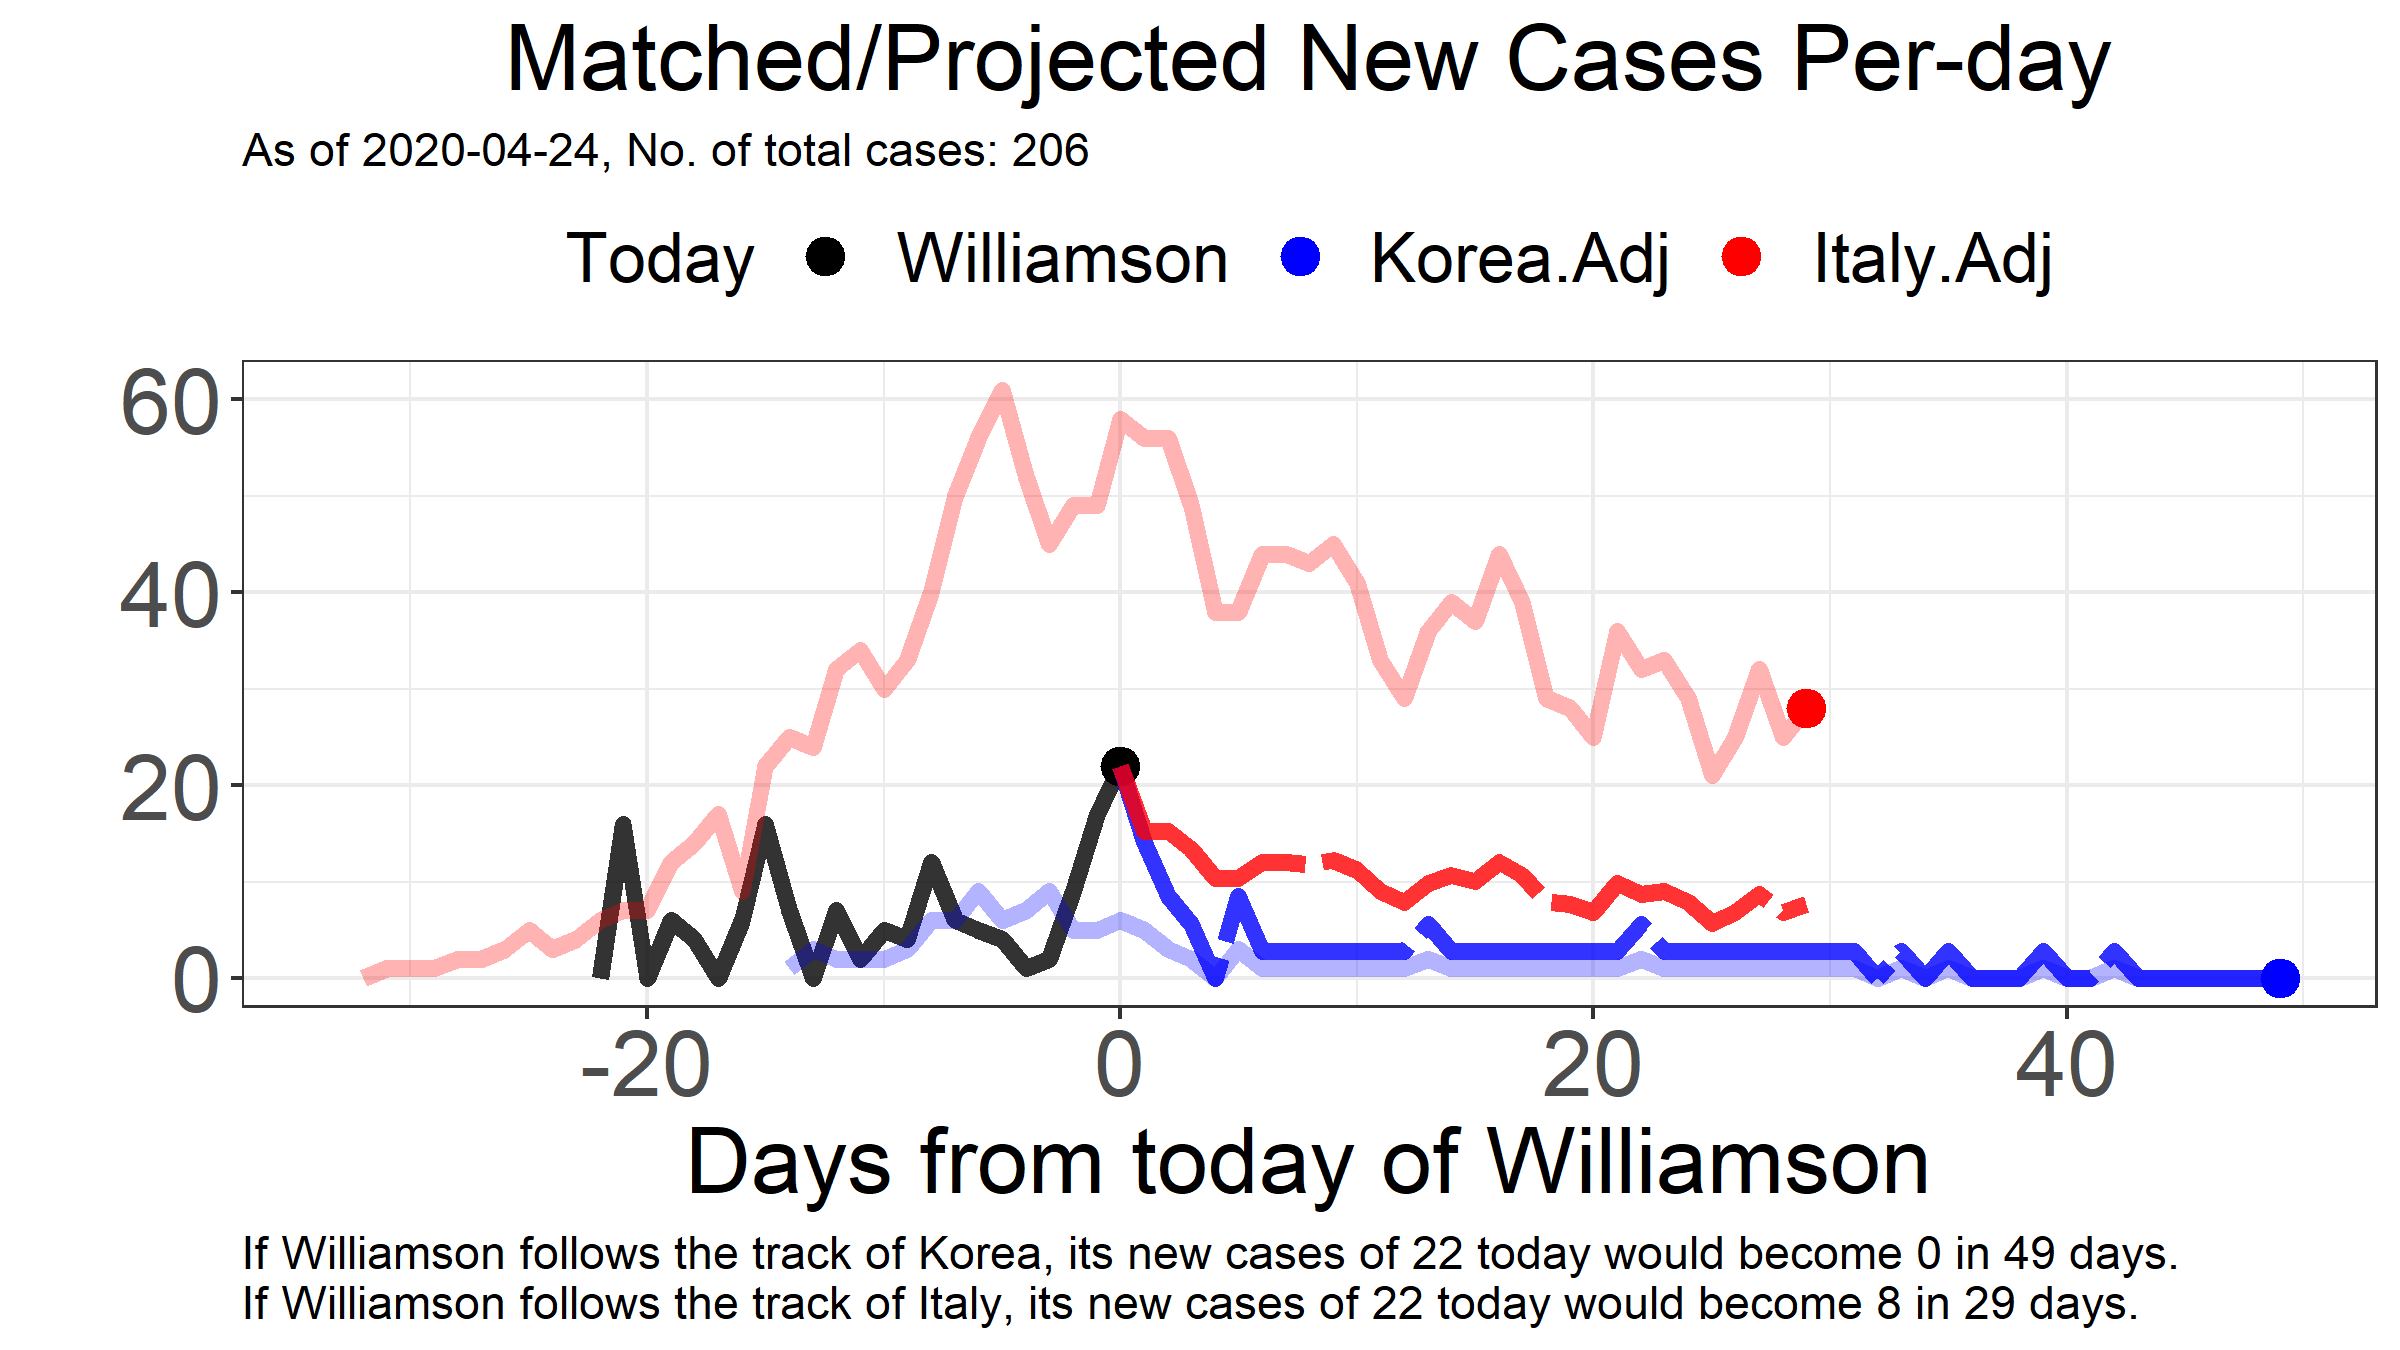 Matched/Projected New Cases Per-day
As of 2020-04-24, No. of total cases: 206
Today Williamson Korea.Adj Italy.Adj
60
40
20
0
-20 0 20 40
Days from today of Williamson
If Williamson follows the track of Korea, its new cases of 22 today would become 0 in 49 days.
If Williamson follows the track of Italy, its new cases of 22 today would become 8 in 29 days.